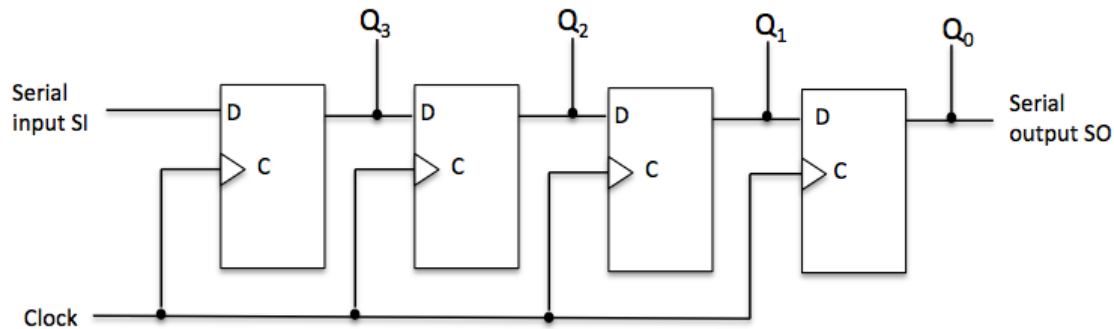 Q3
Q2
Q1
Q0
Serial
input SI
D
D
D
D
Serial
output SO
C
C
C
C
Clock